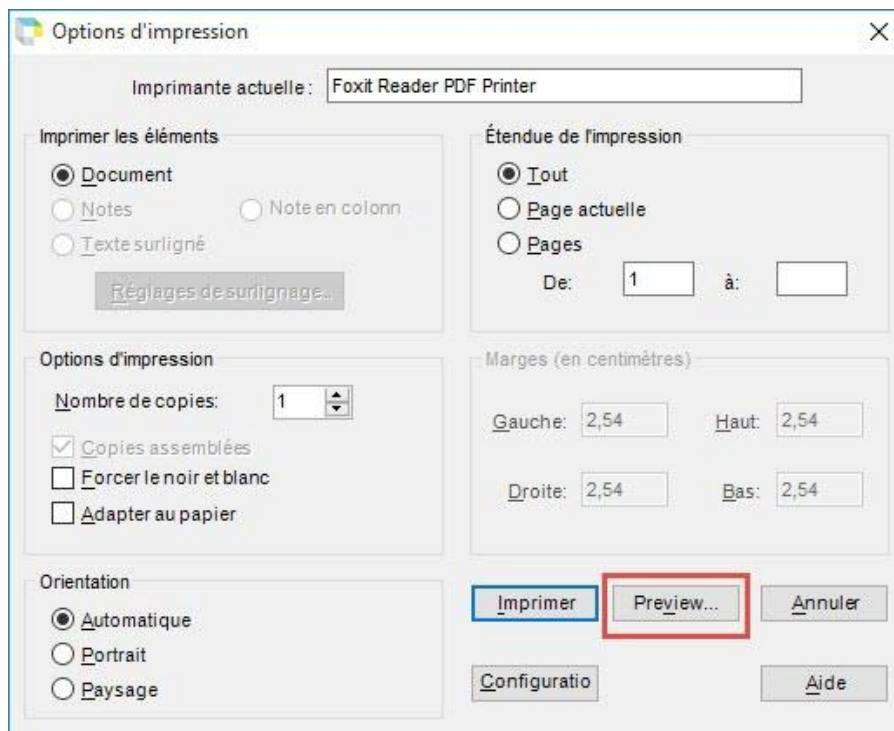 Options d'impression
Imprimante actuelle : Foxit Reader PDF Printer
Imprimer les éléments
Document
Notes
Note en colonn
Texte surligné
Réglages de surlignage...
Étendue de l'impression
Tout
Page actuelle
Pages
De: 1 à:
Options d'impression
Nombre de copies: 1
Copies assemblées
Forcer le noir et blanc
Adapter au papier
Marges (en centimètres)
Gauche: 2,54 Haut: 2,54
Droite: 2,54 Bas: 2,54
Orientation
Automatique
Portrait
Paysage
Imprimer Preview... Annuler
Configuratio Aide